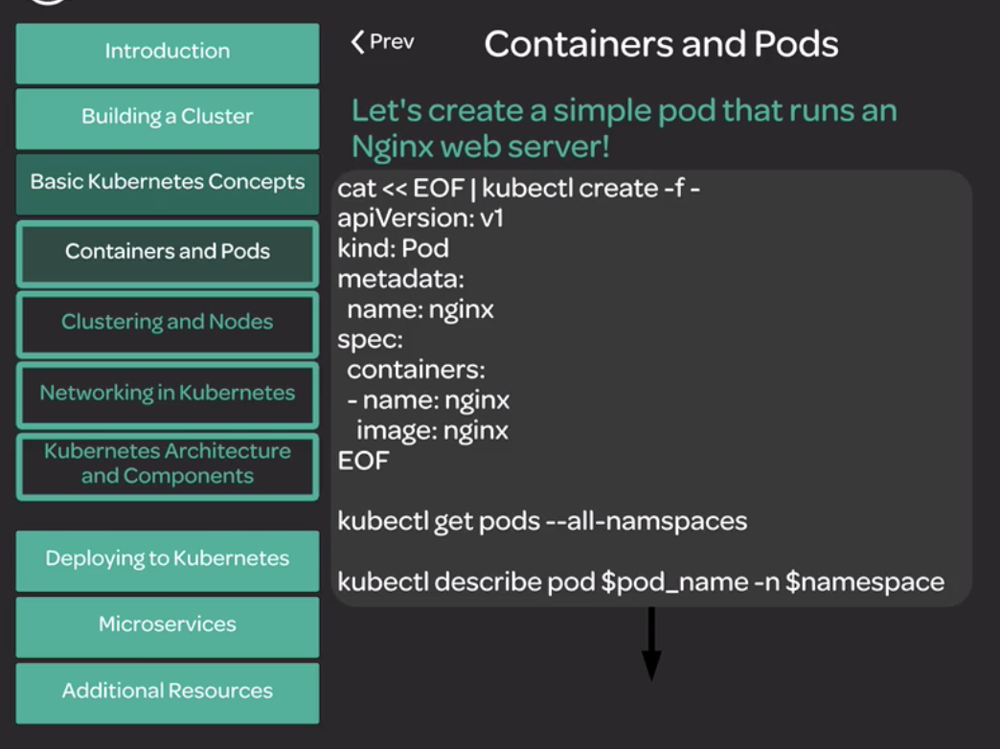 Introduction
Building a Cluster
Basic Kubernetes Concepts
Containers and Pods
Clustering and Nodes
Networking in Kubernetes
Kubernetes Architecture
and Components
Deploying to Kubernetes
Microservices
Additional Resources
Prev
Containers and Pods
Let's create a simple pod that runs an
Nginx web server!
cat << EOF | kubectl create -f -
apiVersion: v1
kind: Pod
metadata:
 name: nginx
spec:
 containers:
 - name: nginx
  image: nginx
EOF
kubectl get pods --all-namspaces
kubectl describe pod $pod_name -n $namespace